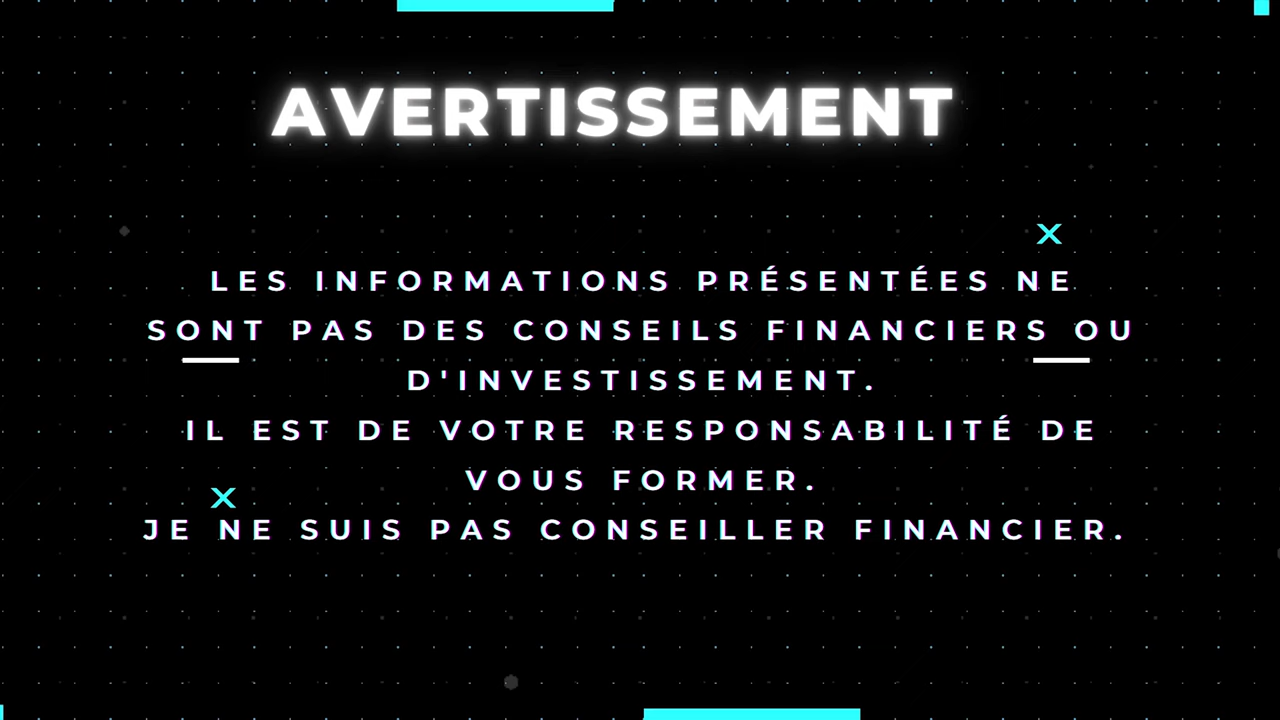 AVERTISSEMENT
LES INFORMATIONS PRÉSENTÉES NE
SONT PAS DES CONSEILS FINANCIERS OU
D'INVESTISSEMENT.
IL EST DE VOTRE RESPONSABILITÉ DE
VOUS FORMER.
JE NE SUIS PAS CONSEILLER FINANCIER.